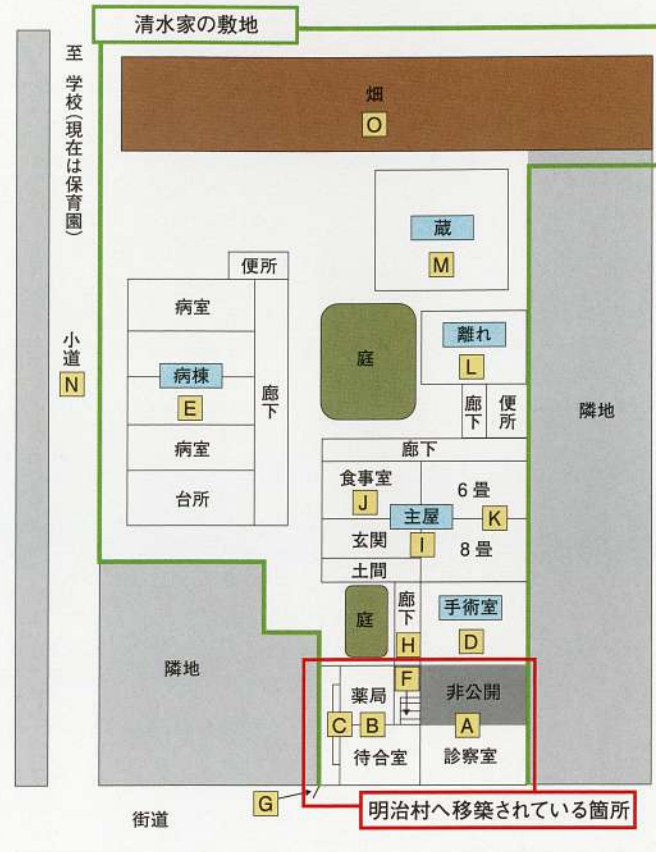 清水家の敷地
至 学校(現在は保育園)
畑
O
蔵
M
便所
病室
病棟
E
廊下
病室
台所
小道
N
庭
離れ
L
廊下
便所
隣地
廊下
食事室
J
6畳
主屋
K
玄関
I
8畳
土間
庭
廊下
H
手術室
D
隣地
F
薬局
非公開
C
B
A
待合室
診察室
G
明治村へ移築されている箇所
街道